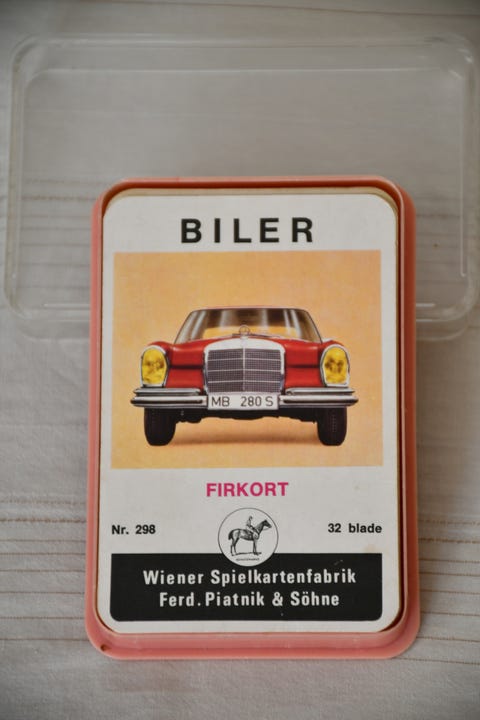 BILER
MB 280 S
FIRKORT
Nr. 298
32 blade
Wiener Spielkartenfabrik
Ferd. Piatnik & Söhne